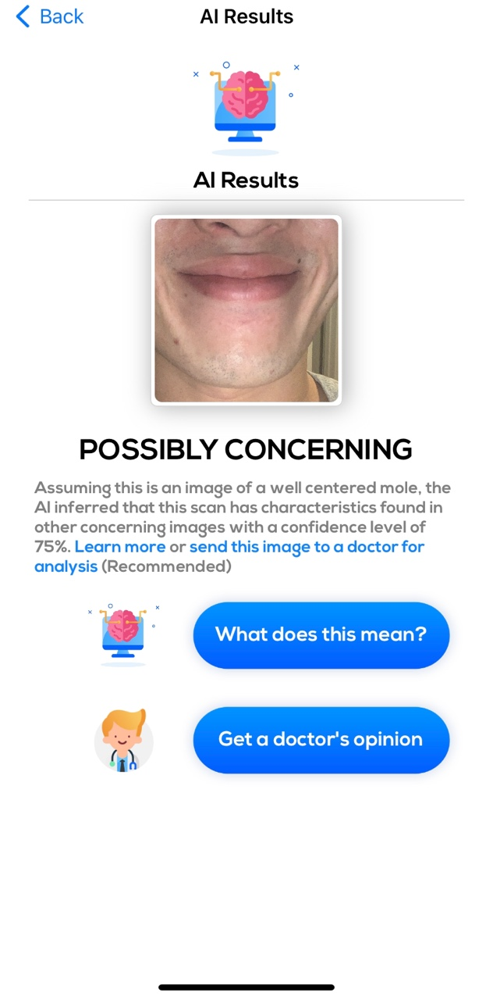 Back
AI Results
AI Results
POSSIBLY CONCERNING
Assuming this is an image of a well centered mole, the
AI inferred that this scan has characteristics found in
other concerning images with a confidence level of
75%. Learn more or send this image to a doctor for
analysis (Recommended)
What does this mean?
Get a doctor's opinion